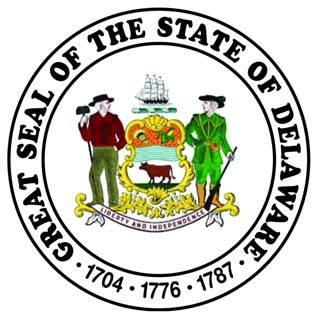 GREAT SEAL OF THE STATE OF DELAWARE
LIBERTY AND INDEPENDENCE
· 1704 · 1776 · 1787 ·